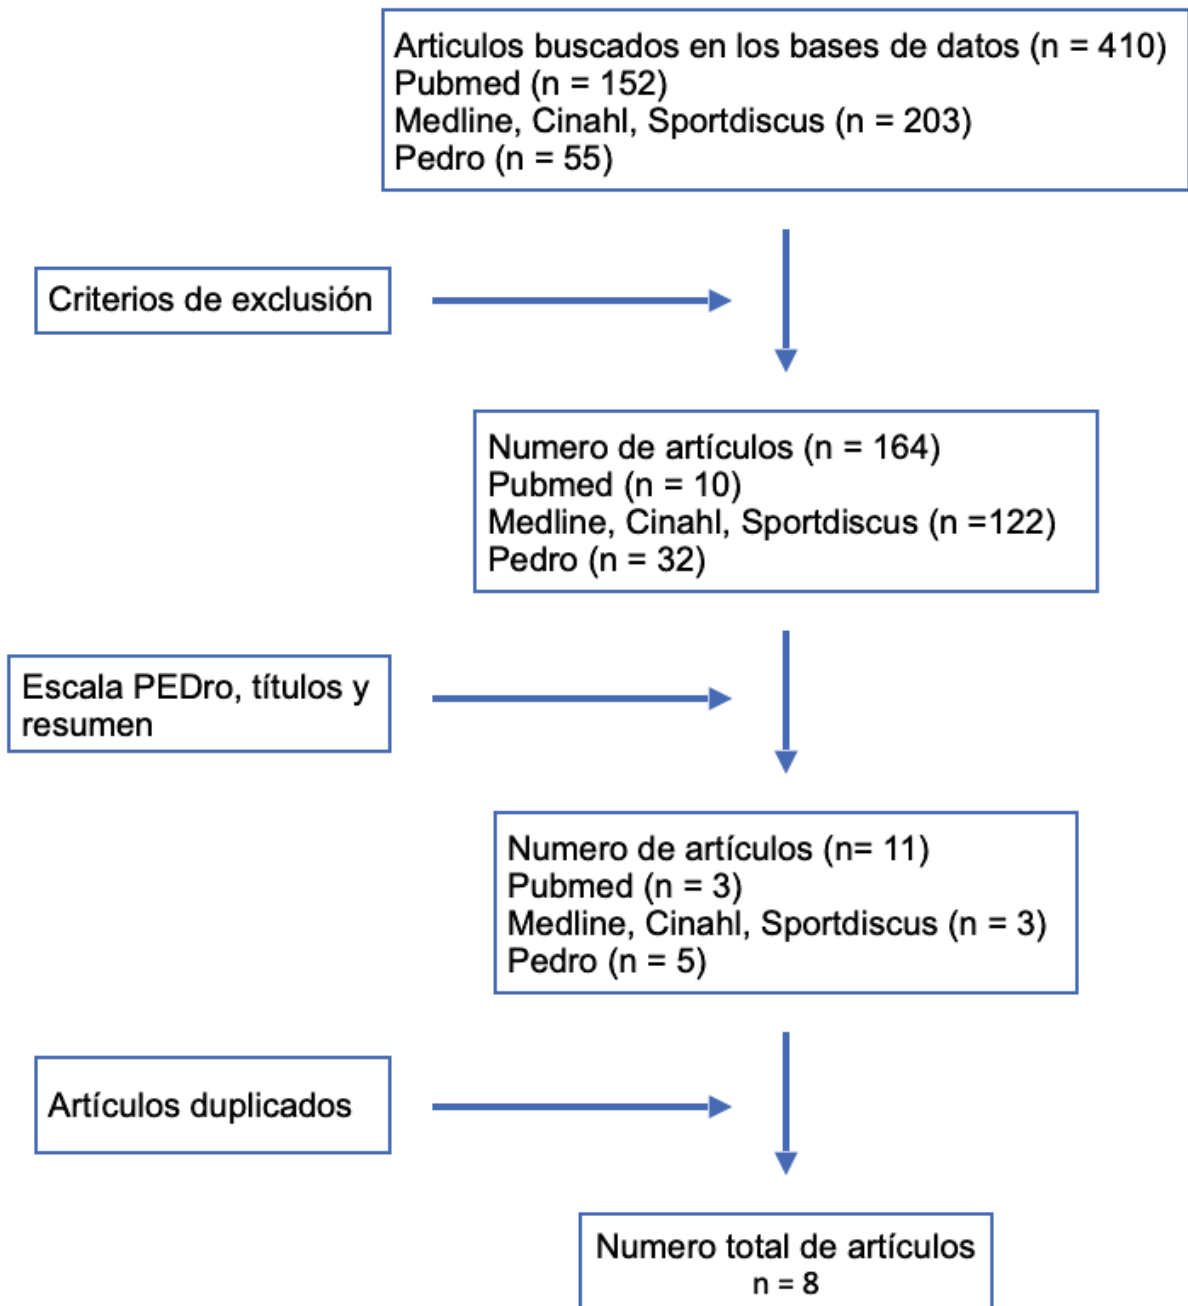 Articulos buscados en los bases de datos (n = 410)
Pubmed (n = 152)
Medline, Cinahl, Sportdiscus (n = 203)
Pedro (n = 55)
Criterios de exclusión
Numero de artículos (n = 164)
Pubmed (n = 10)
Medline, Cinahl, Sportdiscus (n =122)
Pedro (n = 32)
Escala PEDro, títulos y
resumen
Numero de artículos (n= 11)
Pubmed (n = 3)
Medline, Cinahl, Sportdiscus (n = 3)
Pedro (n = 5)
Artículos duplicados
Numero total de artículos
n = 8